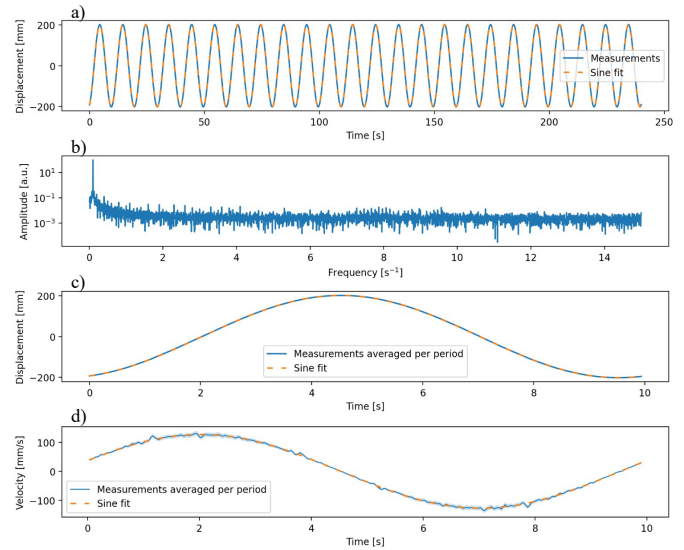 a)
200
0
−200
Displacement [mm]
Measurements
Sine fit
0 50 100 150 200 250
Time [s]
b)
10¹
10⁻¹
10⁻³
Amplitude [a.u.]
0 2 4 6 8 10 12 14
Frequency [s⁻¹]
c)
200
0
−200
Displacement [mm]
Measurements averaged per period
Sine fit
0 2 4 6 8 10
Time [s]
d)
100
0
−100
Velocity [mm/s]
Measurements averaged per period
Sine fit
0 2 4 6 8 10
Time [s]